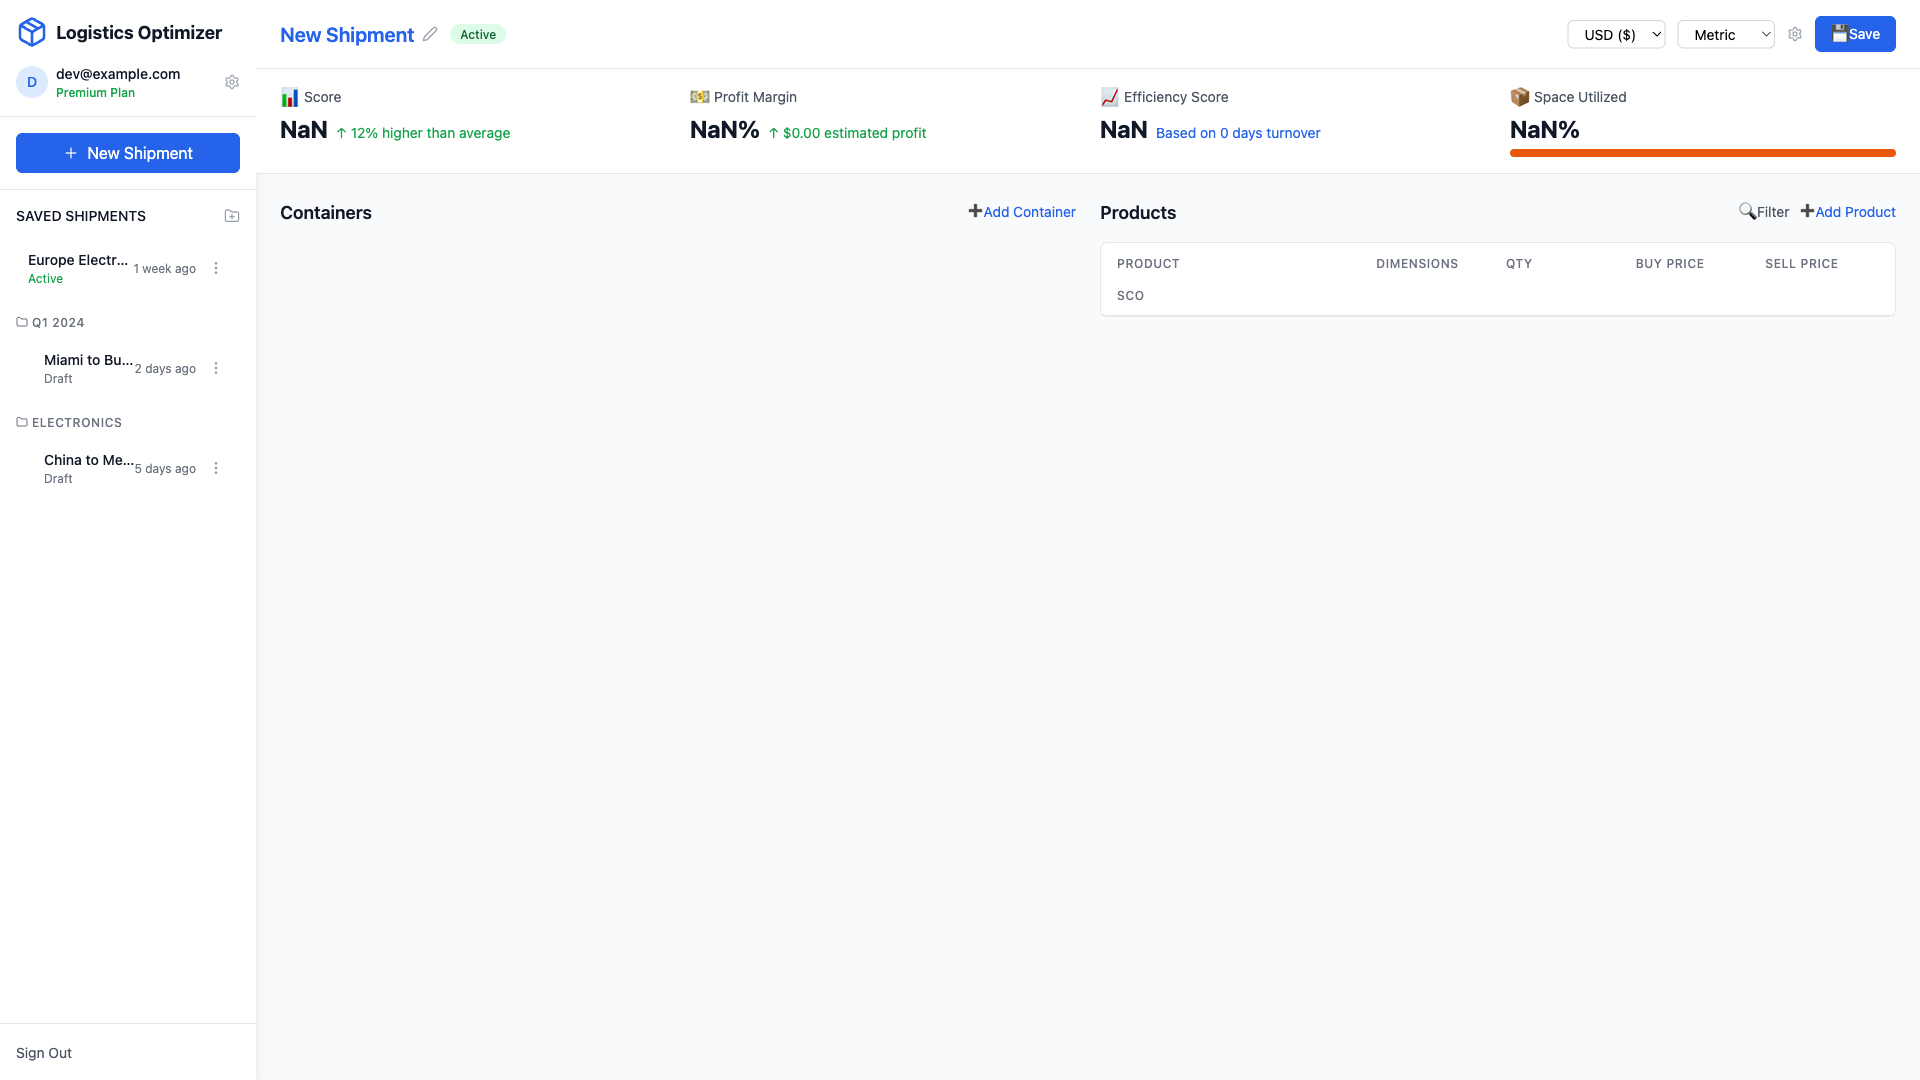 Logistics Optimizer
D
dev@example.com
Premium Plan
+ New Shipment
SAVED SHIPMENTS
Europe Electr...
1 week ago
Active
Q1 2024
Miami to Bu...
2 days ago
Draft
ELECTRONICS
China to Me...
5 days ago
Draft
Sign Out
New Shipment
Active
USD ($)
Metric
Save
Score
NaN ↑ 12% higher than average
Profit Margin
NaN% ↑ $0.00 estimated profit
Efficiency Score
NaN Based on 0 days turnover
Space Utilized
NaN%
Containers
➕Add Container
Products
Filter
➕Add Product
PRODUCT DIMENSIONS QTY BUY PRICE SELL PRICE
SCO